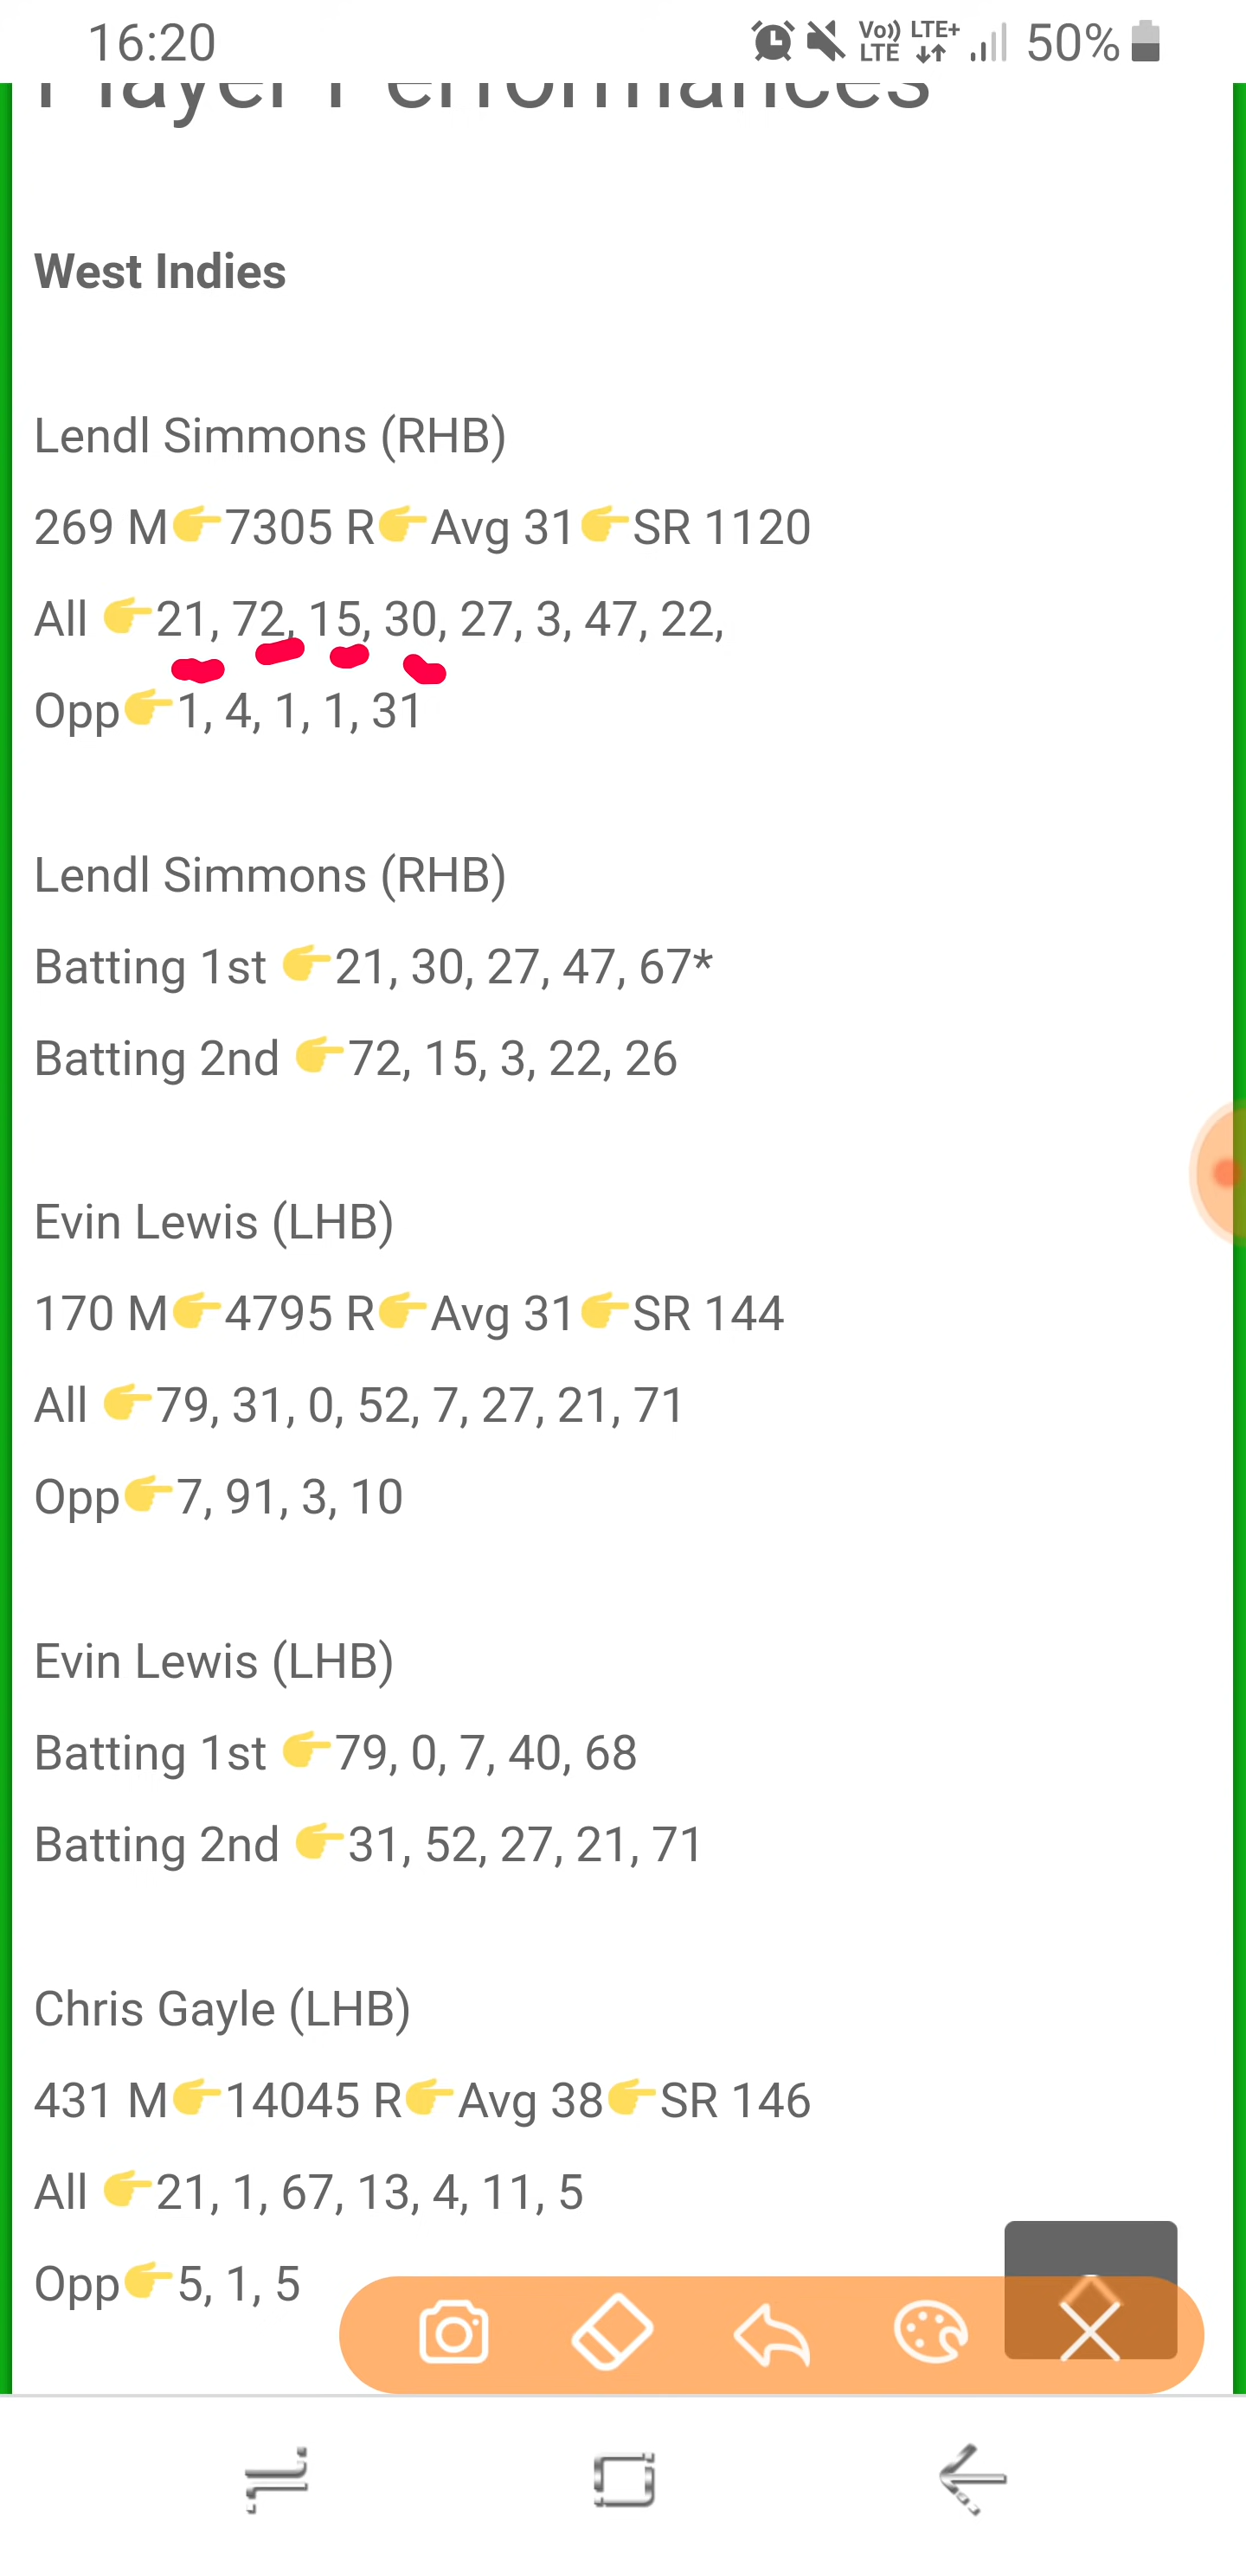 16:20 Vo)) LTE LTE+ 50%
Player Performances
West Indies
Lendl Simmons (RHB)
269 M👉7305 R👉Avg 31👉SR 1120
All 👉21, 72, 15, 30, 27, 3, 47, 22,
Opp👉1, 4, 1, 1, 31
Lendl Simmons (RHB)
Batting 1st 👉21, 30, 27, 47, 67*
Batting 2nd 👉72, 15, 3, 22, 26
Evin Lewis (LHB)
170 M👉4795 R👉Avg 31👉SR 144
All 👉79, 31, 0, 52, 7, 27, 21, 71
Opp👉7, 91, 3, 10
Evin Lewis (LHB)
Batting 1st 👉79, 0, 7, 40, 68
Batting 2nd 👉31, 52, 27, 21, 71
Chris Gayle (LHB)
431 M👉14045 R👉Avg 38👉SR 146
All 👉21, 1, 67, 13, 4, 11, 5
Opp👉5, 1, 5